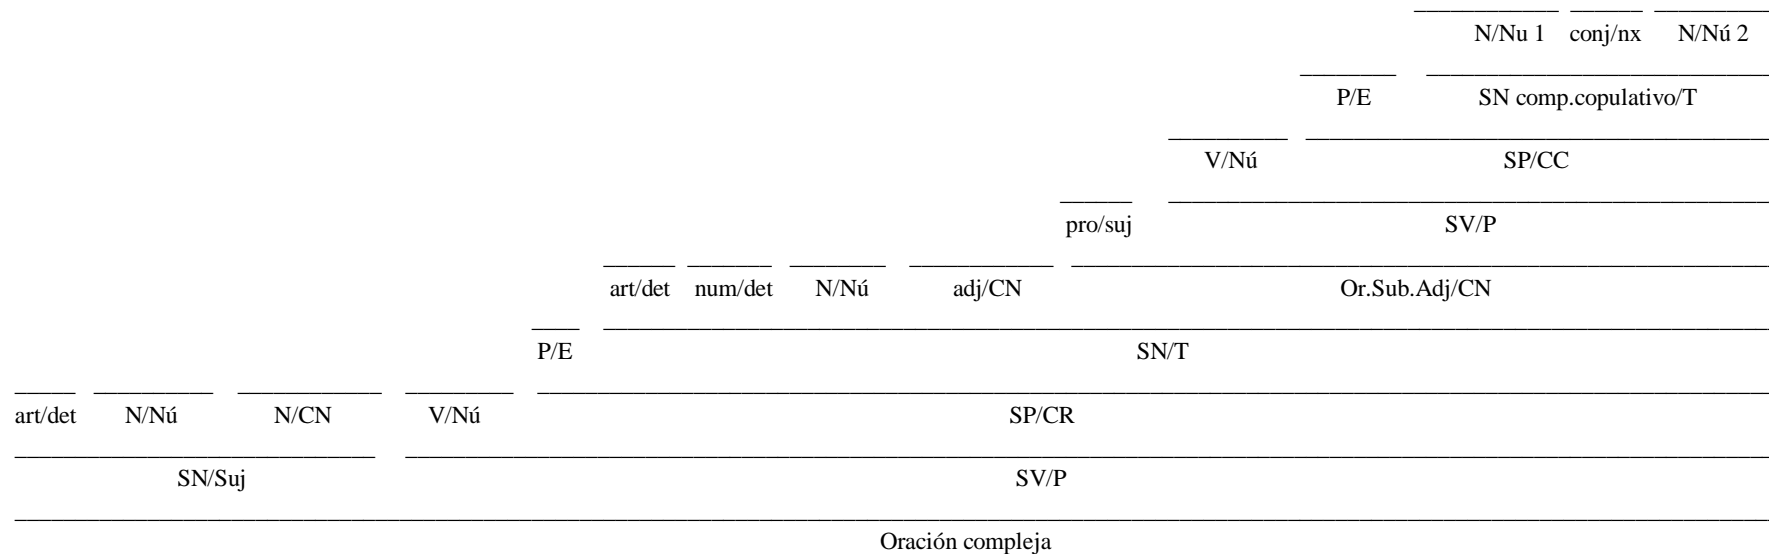 N/Nu 1 conj/nx N/Nú 2
P/E SN comp.copulativo/T
V/Nú SP/CC
pro/suj SV/P
art/det num/det N/Nú adj/CN Or.Sub.Adj/CN
P/E SN/T
art/det N/Nú N/CN V/Nú SP/CR
SN/Suj SV/P
Oración compleja